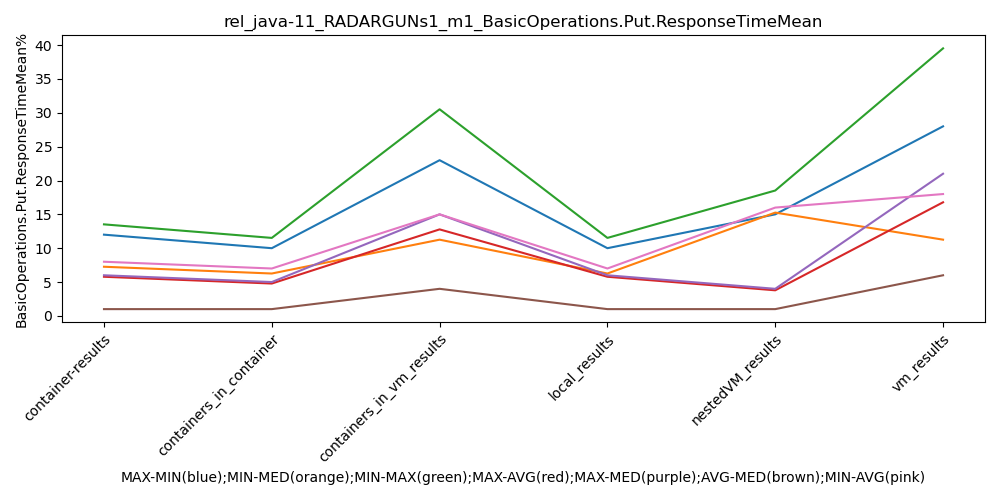 rel_java-11_RADARGUNs1_m1_BasicOperations.Put.ResponseTimeMean
BasicOperations.Put.ResponseTimeMean%
40
35
30
25
20
15
10
5
0
container-results
containers_in_container
containers_in_vm_results
local_results
nestedVM_results
vm_results
MAX-MIN(blue);MIN-MED(orange);MIN-MAX(green);MAX-AVG(red);MAX-MED(purple);AVG-MED(brown);MIN-AVG(pink)